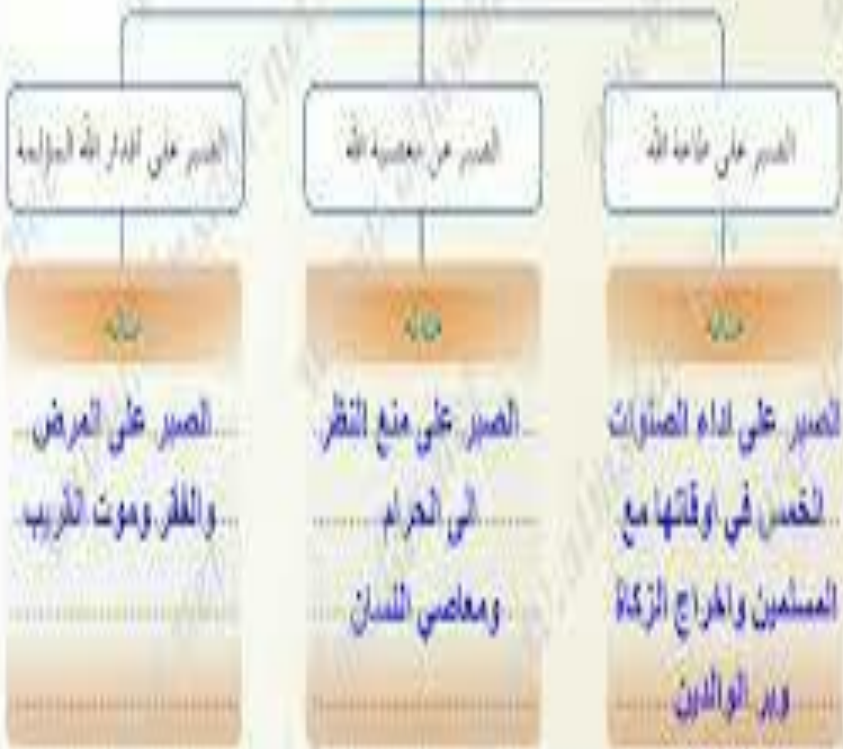 الصبر على طاعة الله
الصبر عن معصية الله
الصبر على أقدار الله المؤلمة
مثاله
مثاله
مثاله
الصبر على اداء الصلوات
الخمس في اوقاتها مع
المسلمين واخراج الزكاة
وبر الوالدين
الصبر على منع النظر
الى الحرام
ومعاصي اللسان
الصبر على المرض
والفقر وموت القريب